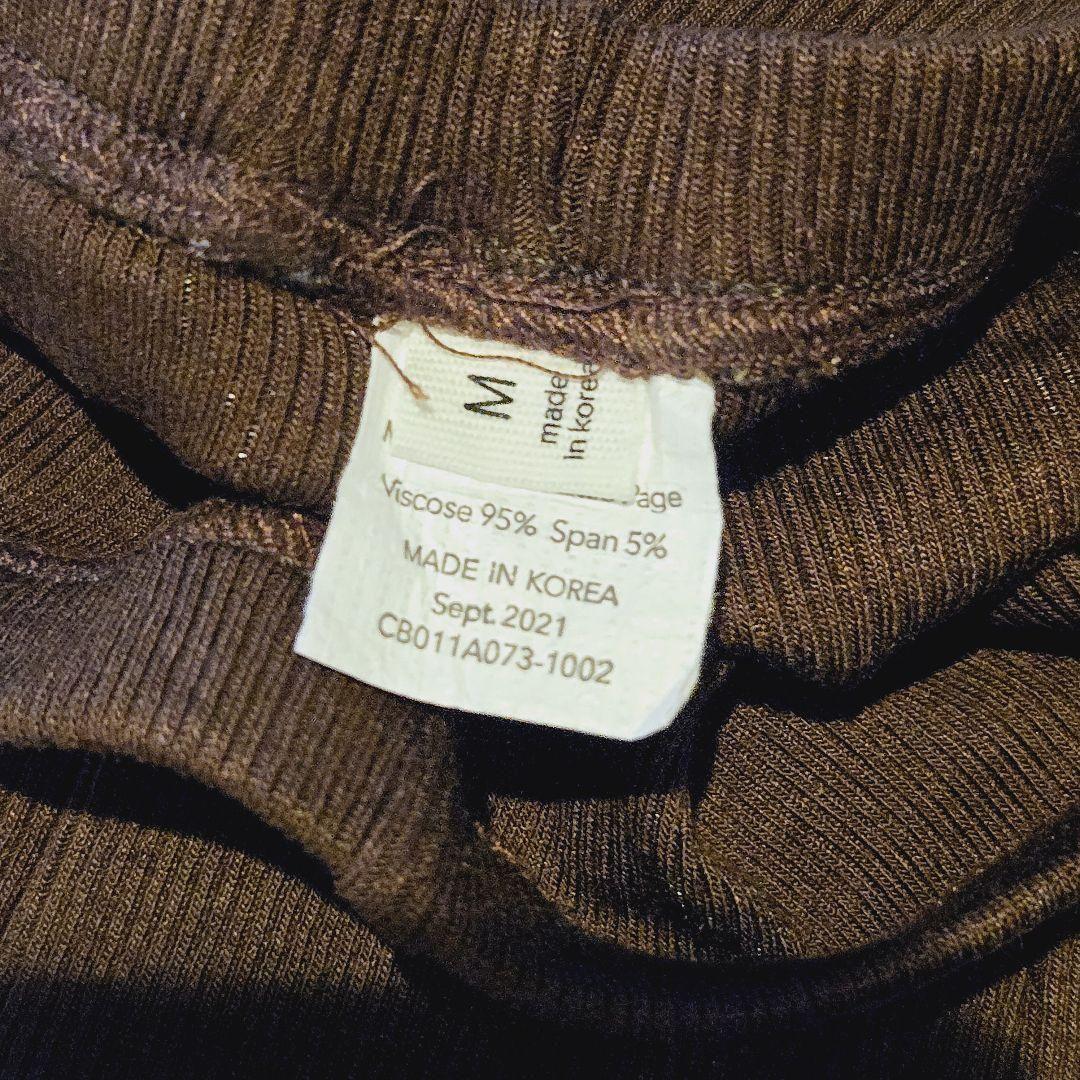 M
made
in korea
Viscose 95% Span 5%
MADE IN KOREA
Sept.2021
CB011A073-1002